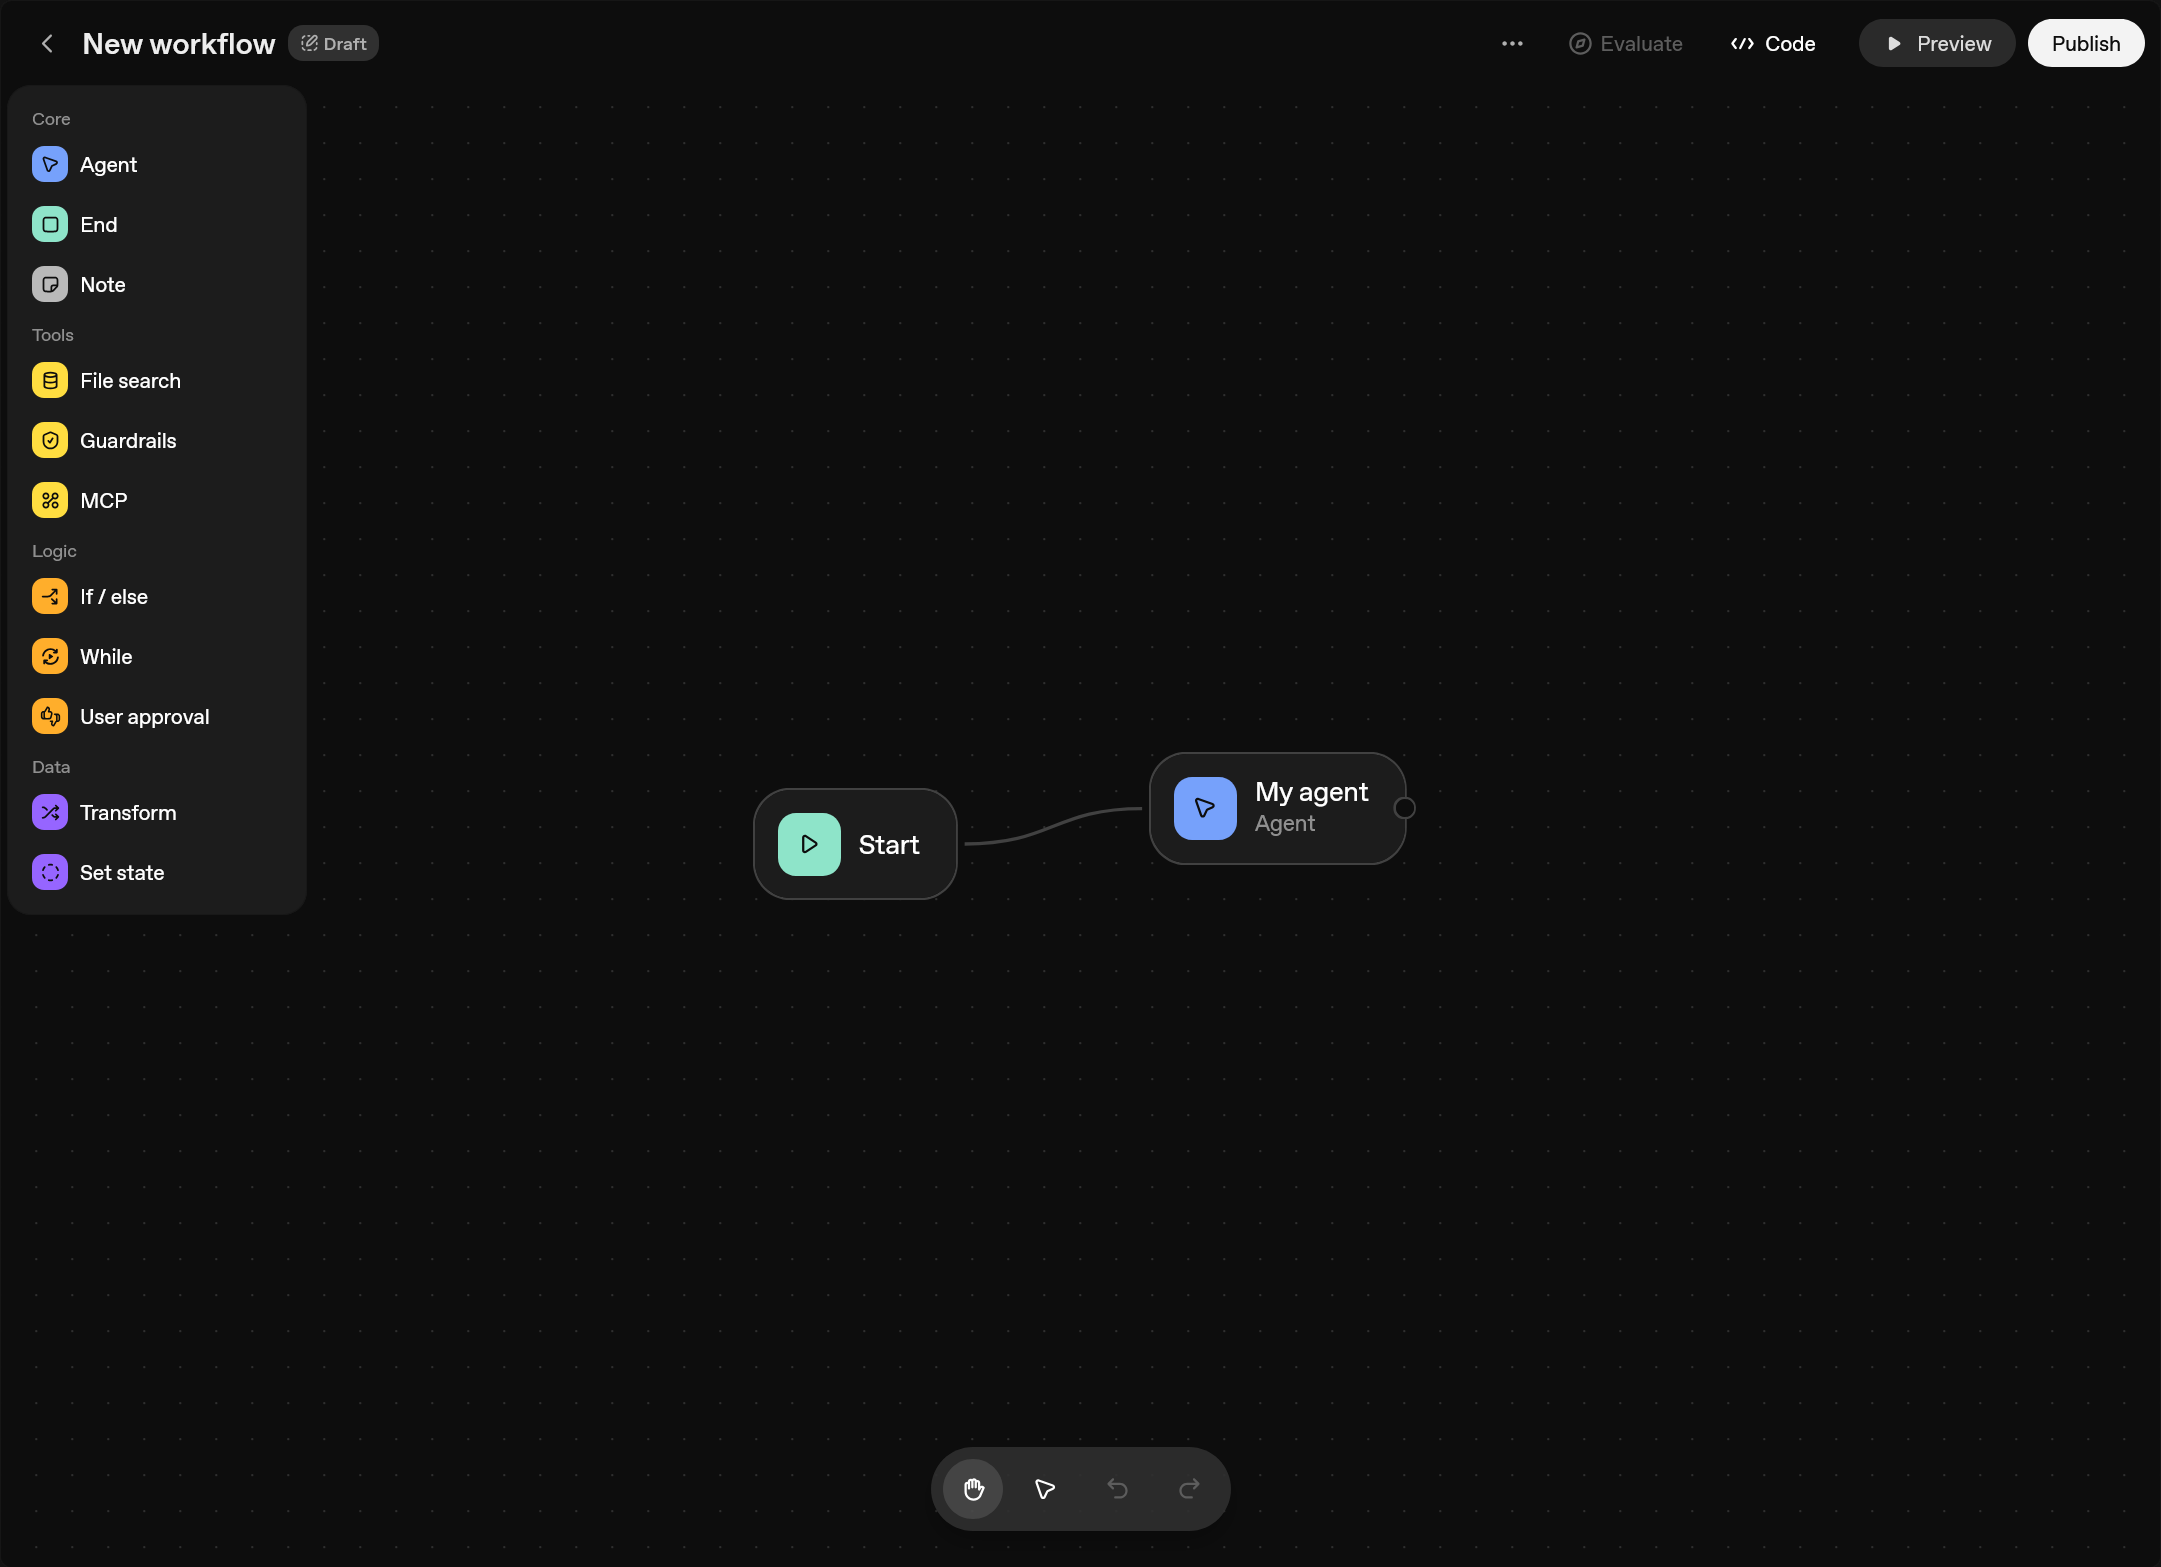 New workflow
Draft
Evaluate
Code
Preview
Publish
Core
Agent
End
Note
Tools
File search
Guardrails
MCP
Logic
If / else
While
User approval
Data
Transform
Set state
Start
My agent
Agent